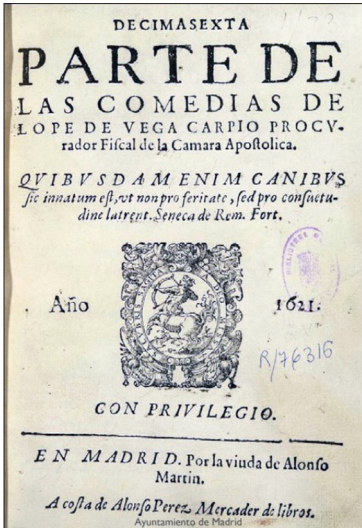 DECIMASEXTA
PARTE DE
LAS COMEDIAS DE
LOPE DE VEGA CARPIO PROCV-
rador Fiscal de la Camara Apostolica.
QVIBVSDAM ENIM CANIBVS
sic innatum est, vt non pro feritate, sed pro consuetu-
dine latrent. Seneca de Rem. Fort.
Año 1621.
R/76316
CON PRIVILEGIO.
EN MADRID. Por la viuda de Alonso
Martin.
A costa de Alonso Perez Mercader de libros.
Ayuntamiento de Madrid